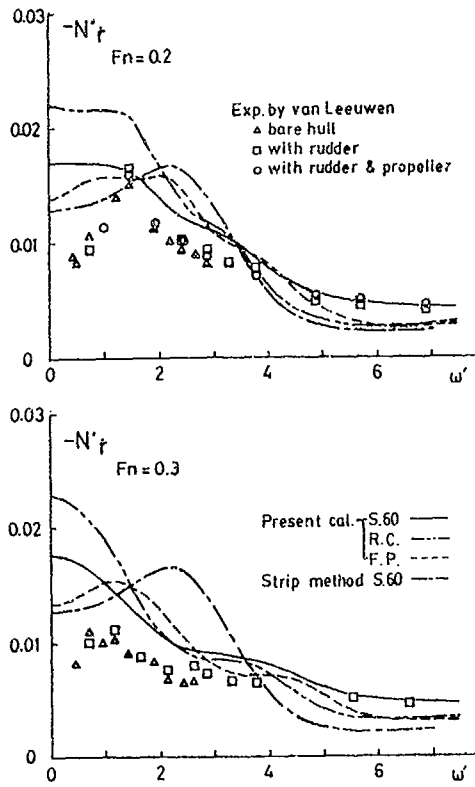 0.03
-N'ṙ
Fn=0.2
Exp. by van Leeuwen
△ bare hull
□ with rudder
○ with rudder & propeller
0.02
0.01
0
0 2 4 6 ω'
0.03
-N'ṙ
Fn=0.3
Present cal. S.60
R.C.
F.P.
Strip method S.60
0.02
0.01
0
0 2 4 6 ω'